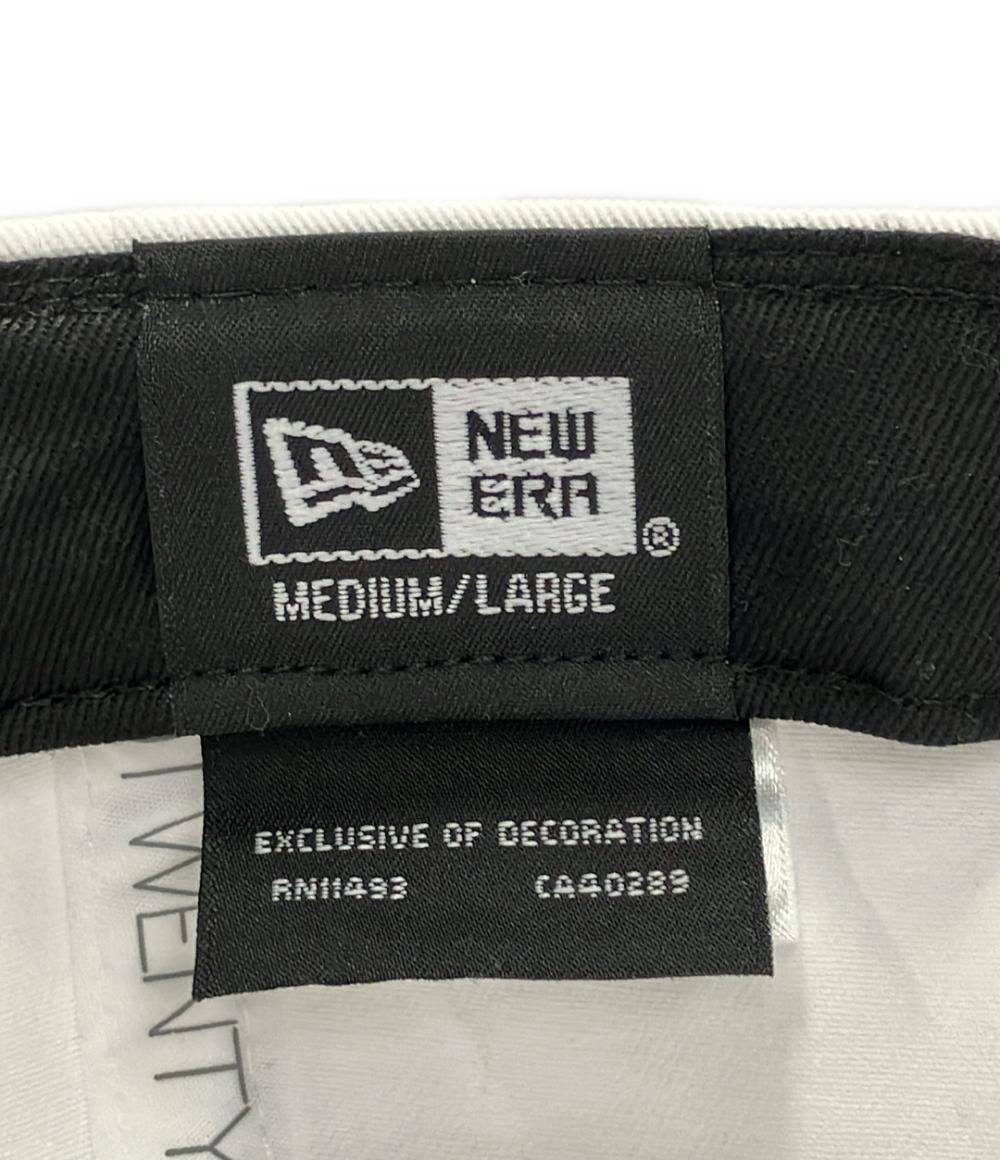 NEW
ERA
®
MEDIUM/LARGE
EXCLUSIVE OF DECORATION
RN11493 CA40289
TWENTY